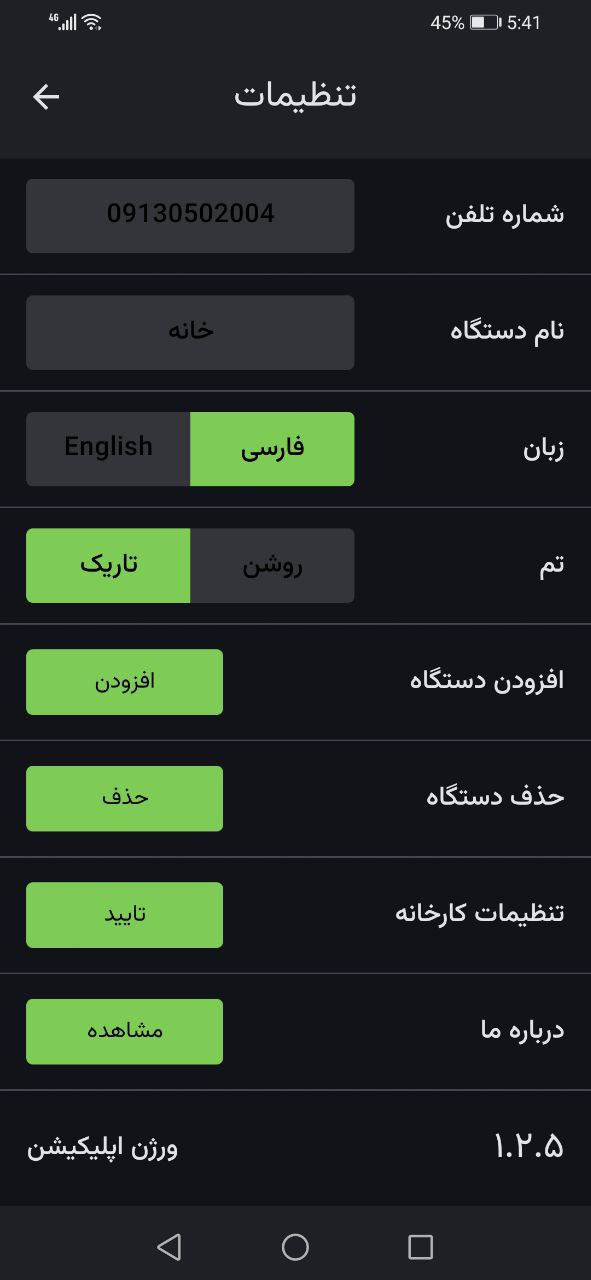 4G 45% 5:41
تنظیمات
شماره تلفن 09130502004
نام دستگاه خانه
زبان فارسی English
تم روشن تاریک
افزودن دستگاه افزودن
حذف دستگاه حذف
تنظیمات کارخانه تایید
درباره ما مشاهده
۱.۲.۵ ورژن اپلیکیشن